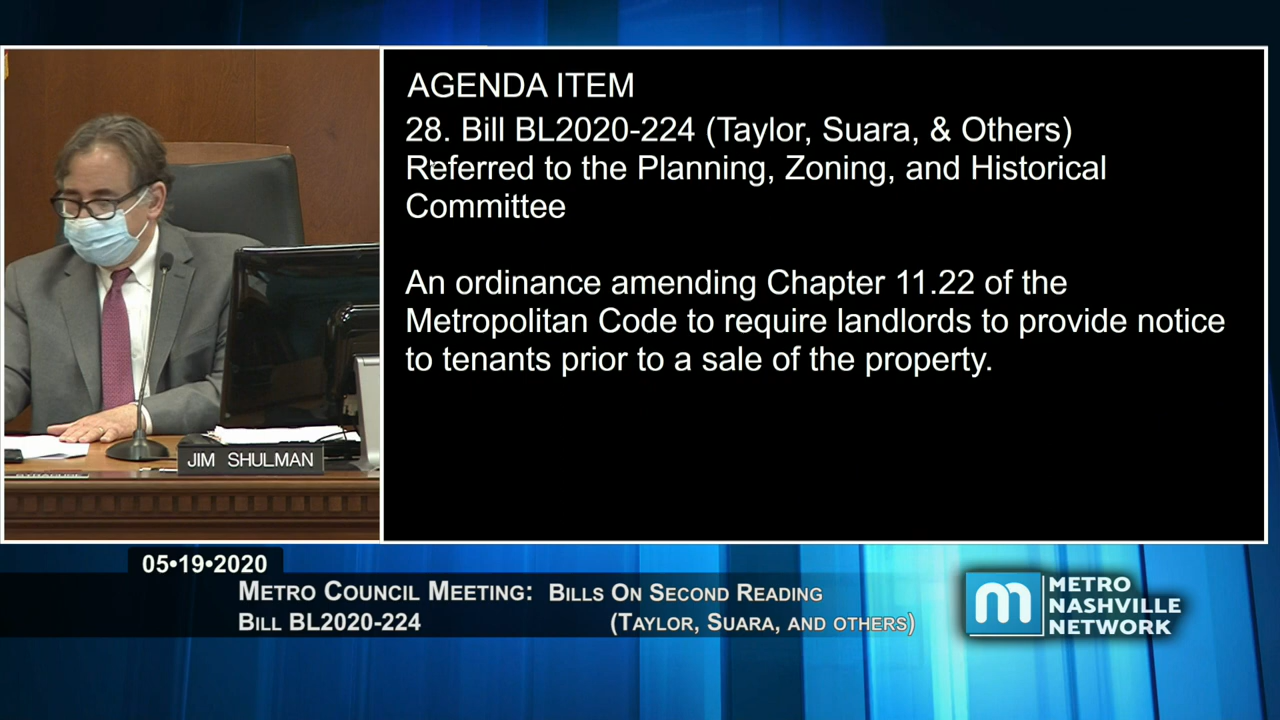 AGENDA ITEM
28. Bill BL2020-224 (Taylor, Suara, & Others)
Referred to the Planning, Zoning, and Historical
Committee
An ordinance amending Chapter 11.22 of the
Metropolitan Code to require landlords to provide notice
to tenants prior to a sale of the property.
JIM SHULMAN
05•19•2020
METRO COUNCIL MEETING: BILLS ON SECOND READING
BILL BL2020-224 (TAYLOR, SUARA, AND OTHERS)
m METRO
NASHVILLE
NETWORK